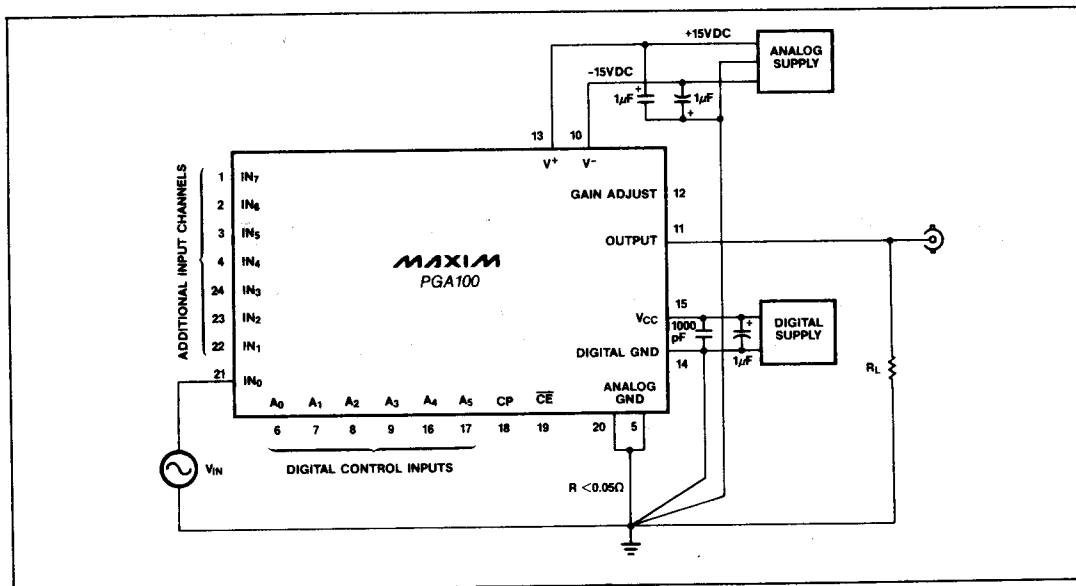 +15VDC
ANALOG
SUPPLY
-15VDC
+
1μF
1μF
+
13
10
V+
V-
ADDITIONAL INPUT CHANNELS
1 IN7
2 IN6
3 IN5
4 IN4
24 IN3
23 IN2
22 IN1
21 IN0
GAIN ADJUST 12
OUTPUT 11
MAXIM
PGA100
VCC 15
DIGITAL GND 14
1000
pF
+
1μF
DIGITAL
SUPPLY
RL
ANALOG
GND
A0 A1 A2 A3 A4 A5 CP C̅E̅
6 7 8 9 16 17 18 19 20 5
DIGITAL CONTROL INPUTS
VIN
R <0.05Ω